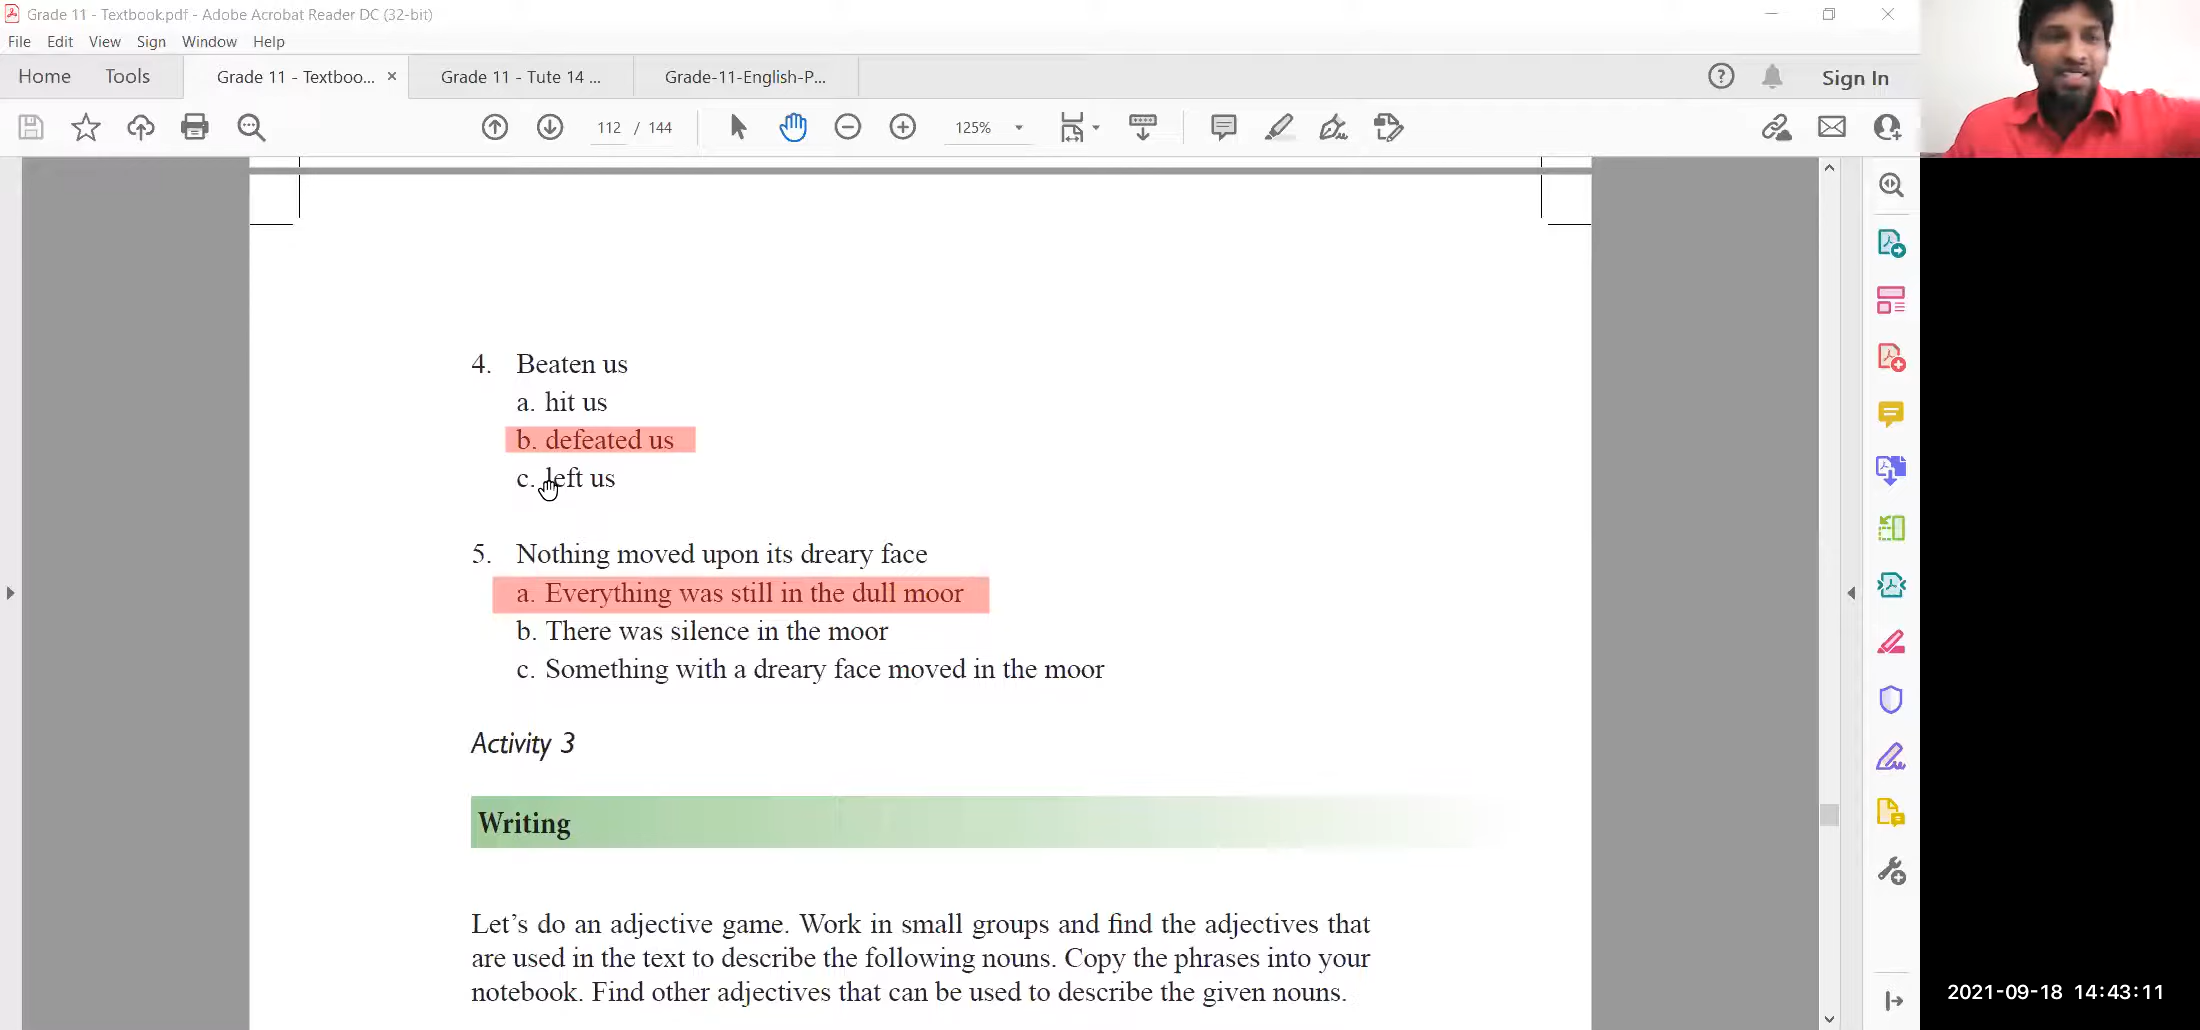 Grade 11 - Textbook.pdf - Adobe Acrobat Reader DC (32-bit)
File Edit View Sign Window Help
Home Tools Grade 11 - Textboo... × Grade 11 - Tute 14 ... Grade-11-English-P... Sign In
112 / 144 125%
4. Beaten us
a. hit us
b. defeated us
c. left us
5. Nothing moved upon its dreary face
a. Everything was still in the dull moor
b. There was silence in the moor
c. Something with a dreary face moved in the moor
Activity 3
Writing
Let's do an adjective game. Work in small groups and find the adjectives that
are used in the text to describe the following nouns. Copy the phrases into your
notebook. Find other adjectives that can be used to describe the given nouns.
2021-09-18 14:43:11